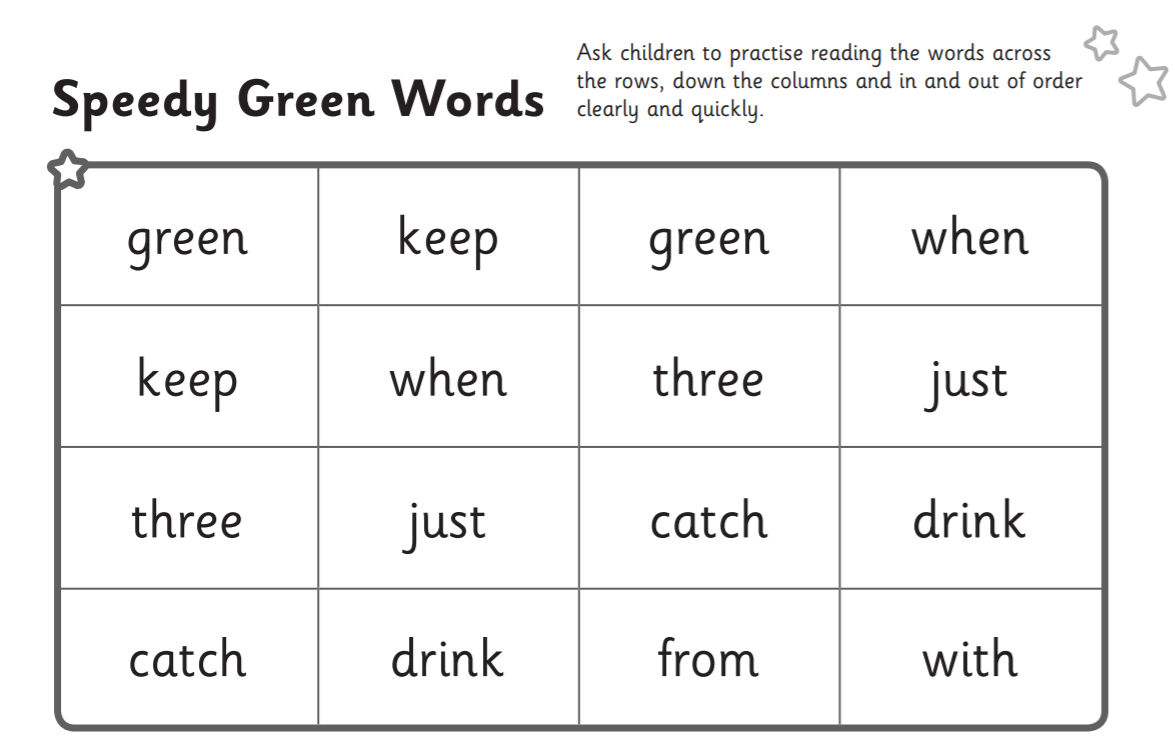 Speedy Green Words
Ask children to practise reading the words across
the rows, down the columns and in and out of order
clearly and quickly.
green keep green when
keep when three just
three just catch drink
catch drink from with